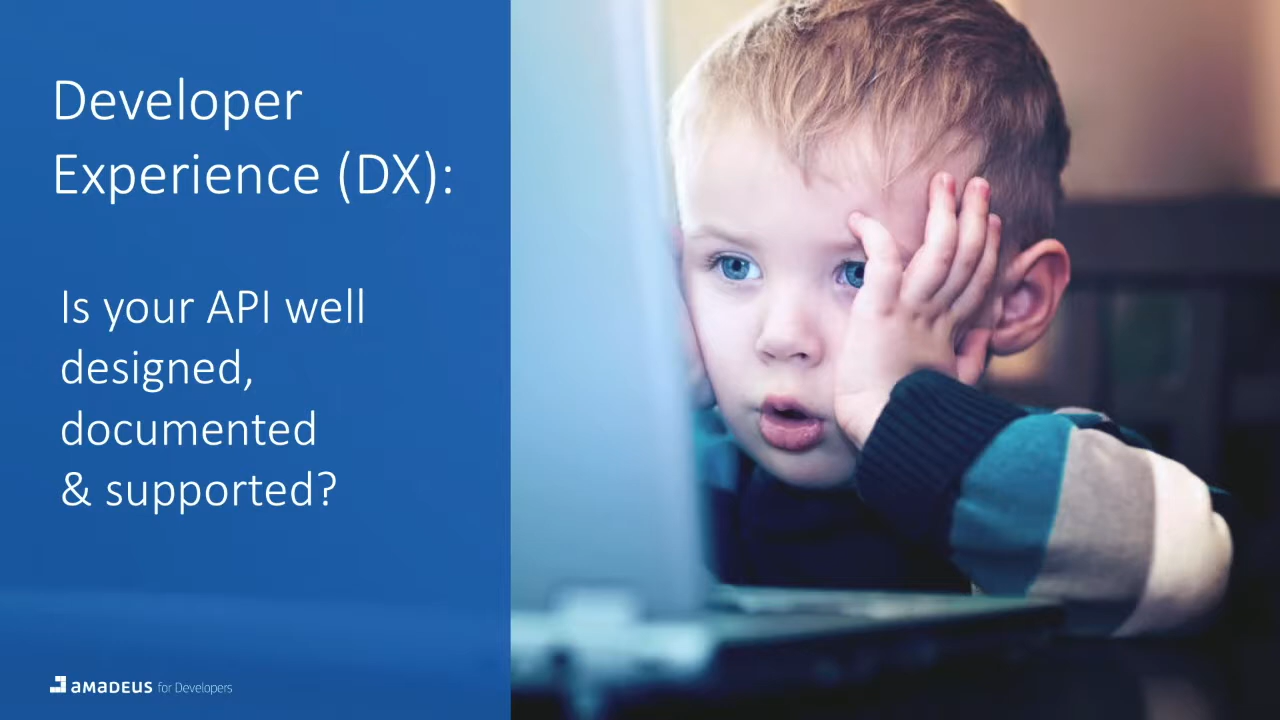 Developer
Experience (DX):
Is your API well
designed,
documented
& supported?
amadeus for Developers